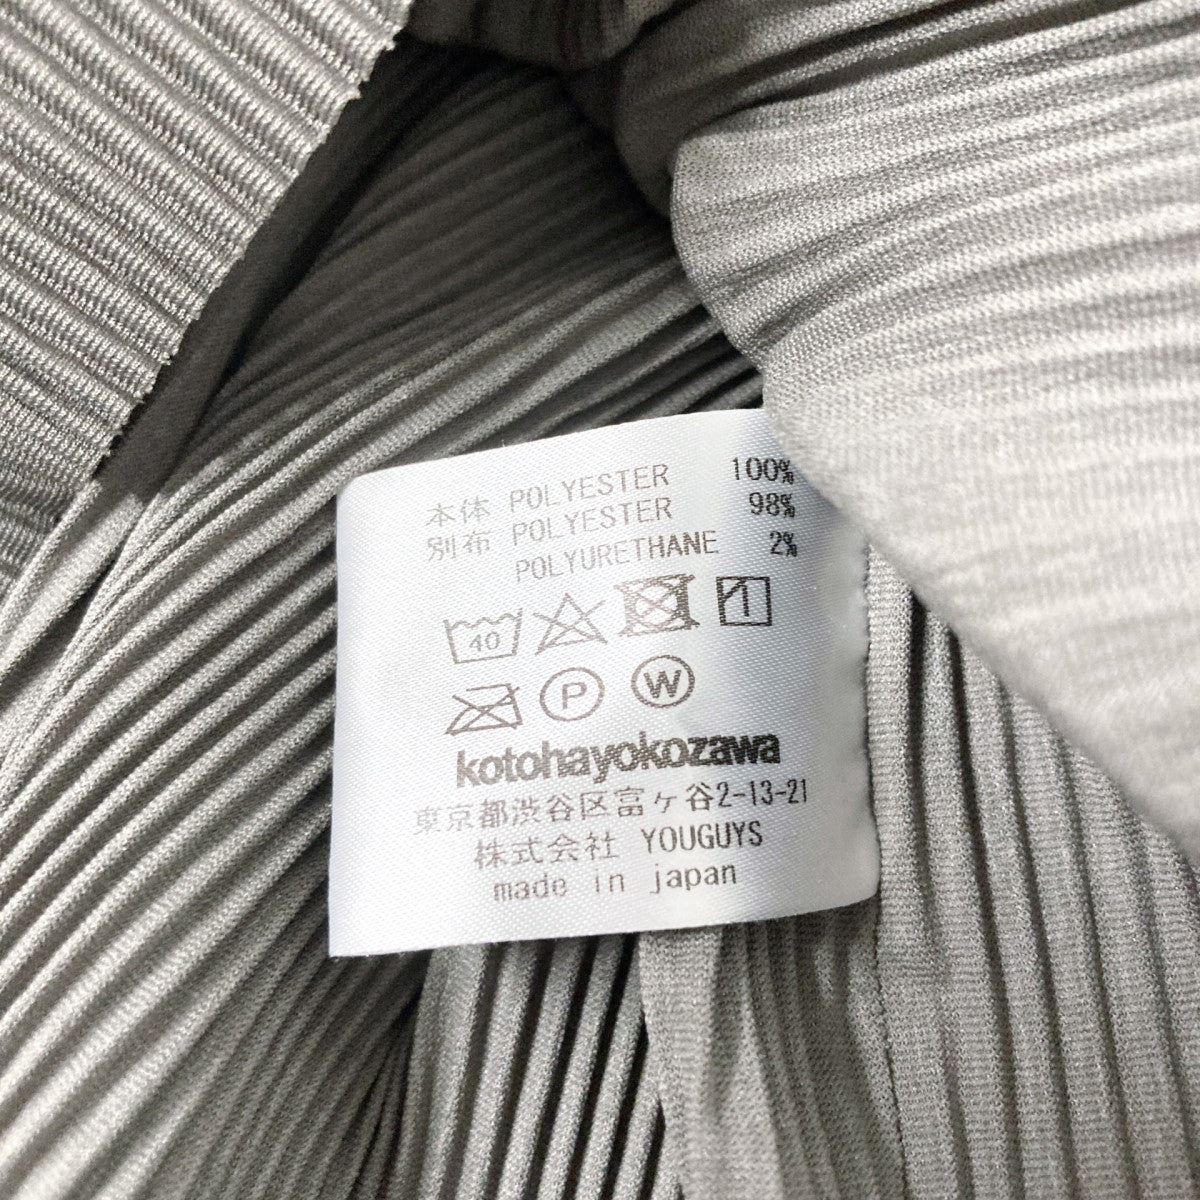 本体 POLYESTER 100%
別布 POLYESTER 98%
POLYURETHANE 2%
40
P W
kotohayokozawa
東京都渋谷区富ヶ谷2-13-21
株式会社 YOUGUYS
made in japan